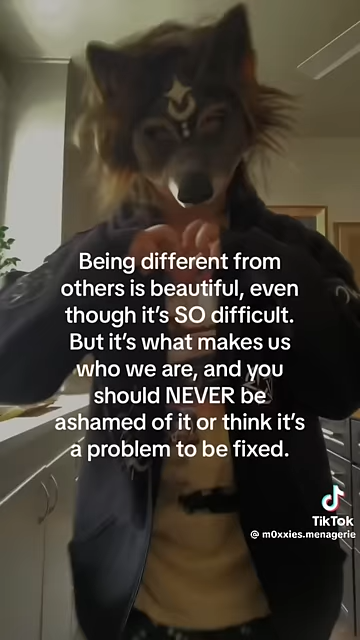 Being different from
others is beautiful, even
though it's SO difficult.
But it's what makes us
who we are, and you
should NEVER be
ashamed of it or think it's
a problem to be fixed.
TikTok
@ m0xxies.menagerie